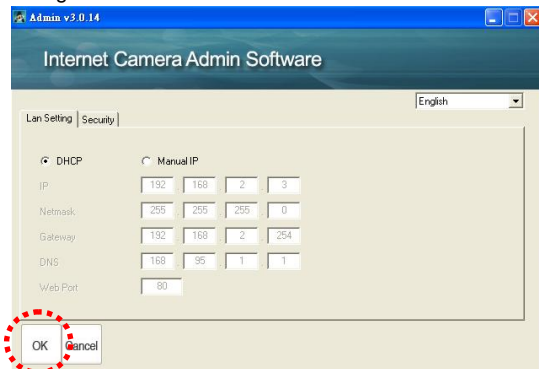 Admin v3.0.14
Internet Camera Admin Software
English
Lan Setting Security
DHCP Manual IP
IP 192 . 168 . 2 . 3
Netmask 255 . 255 . 255 . 0
Gateway 192 . 168 . 2 . 254
DNS 168 . 95 . 1 . 1
Web Port 80
OK Cancel